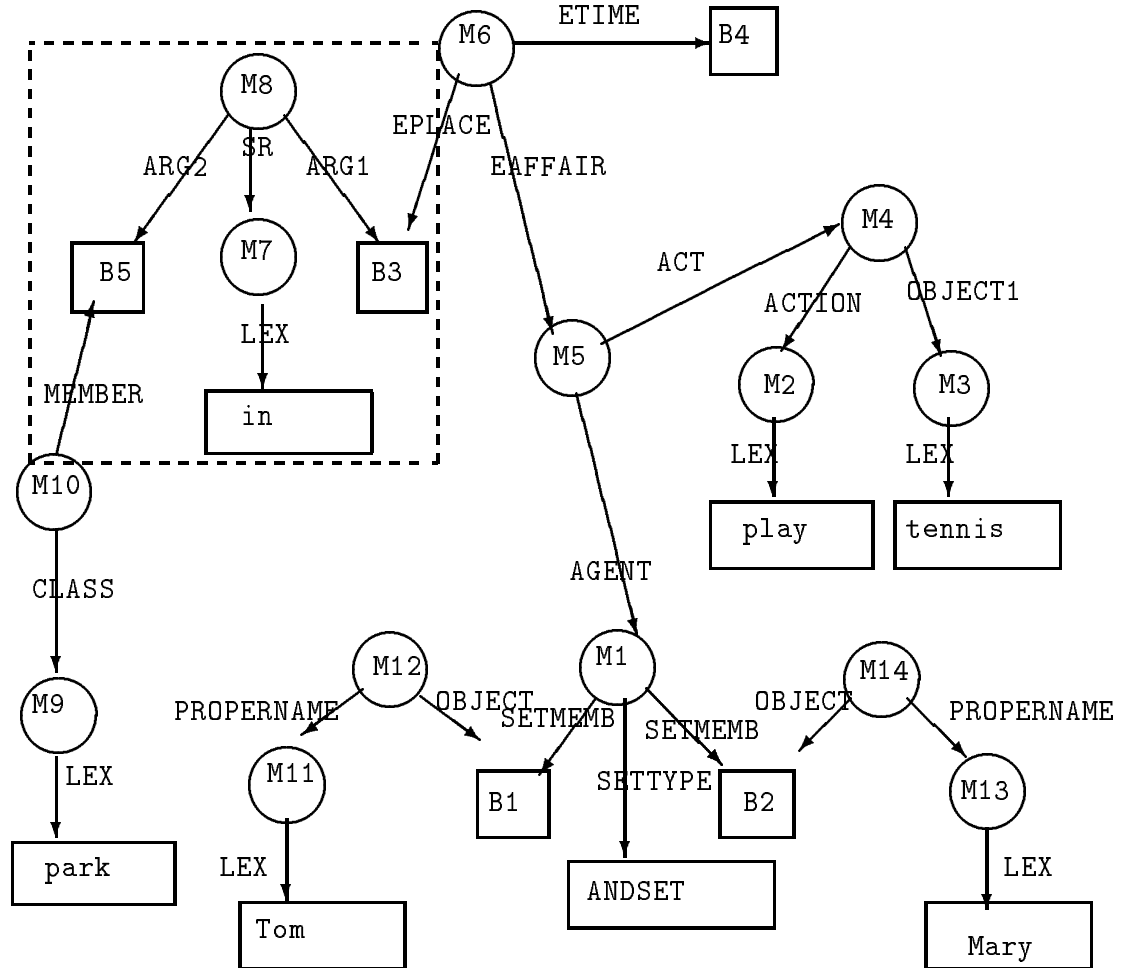 ETIME
M6
B4
M8
EPLACE
SR
ARG2
ARG1
EAFFAIR
M4
M7
B5
B3
ACT
OBJECT1
ACTION
LEX
M5
M2
M3
MEMBER
in
LEX
LEX
M10
play
tennis
AGENT
CLASS
M12
M1
M14
M9
PROPERNAME
OBJECT
SETMEMB
SETMEMB
OBJECT
PROPERNAME
LEX
M11
SETTYPE
M13
B1
B2
park
LEX
LEX
ANDSET
Tom
Mary